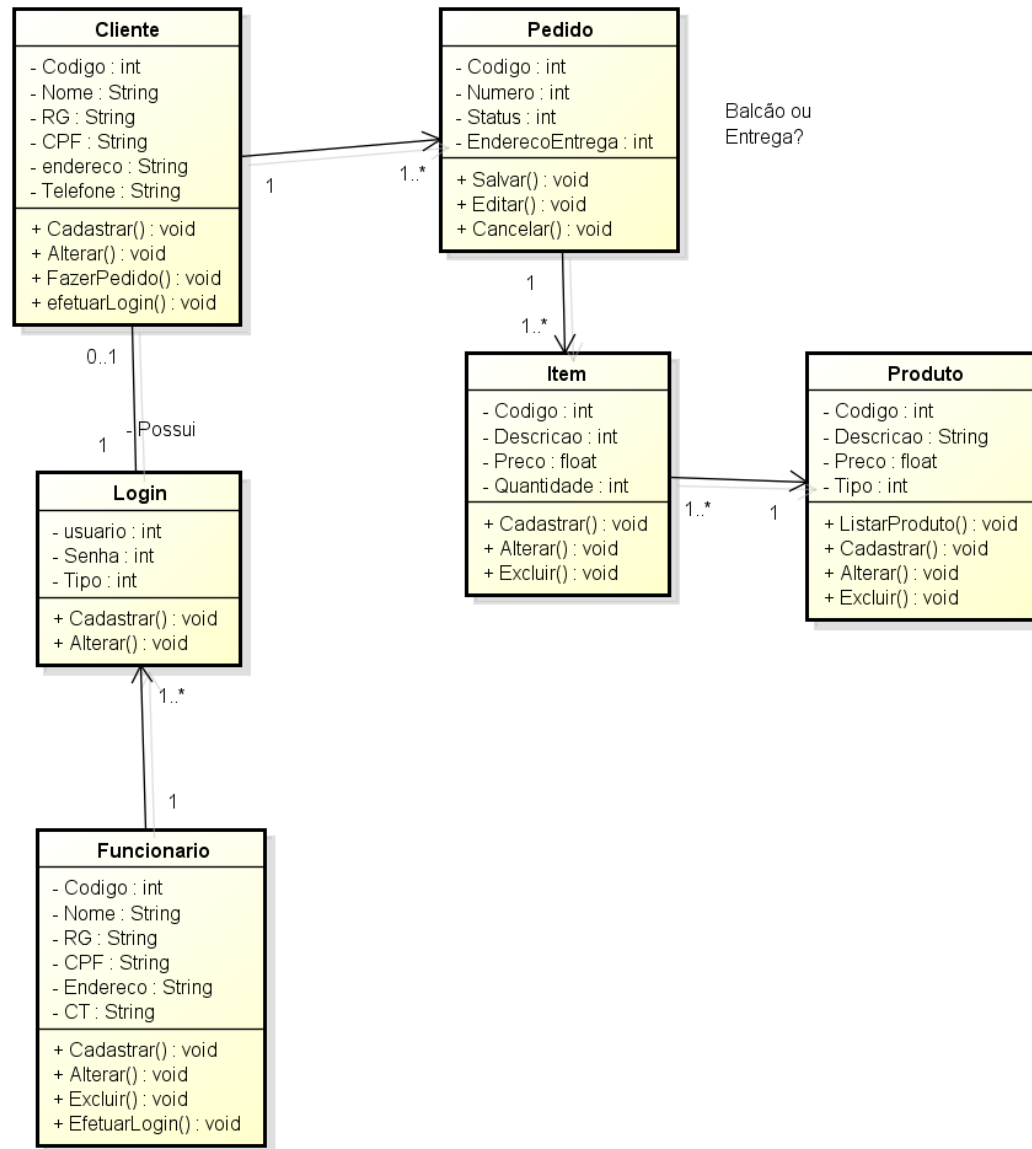 Cliente
- Codigo : int
- Nome : String
- RG : String
- CPF : String
- endereco : String
- Telefone : String
+ Cadastrar() : void
+ Alterar() : void
+ FazerPedido() : void
+ efetuarLogin() : void
1
1..*
Pedido
- Codigo : int
- Numero : int
- Status : int
- EnderecoEntrega : int
+ Salvar() : void
+ Editar() : void
+ Cancelar() : void
Balcão ou
Entrega?
1
1..*
0..1
- Possui
1
Item
- Codigo : int
- Descricao : int
- Preco : float
- Quantidade : int
+ Cadastrar() : void
+ Alterar() : void
+ Excluir() : void
1..*
1
Produto
- Codigo : int
- Descricao : String
- Preco : float
- Tipo : int
+ ListarProduto() : void
+ Cadastrar() : void
+ Alterar() : void
+ Excluir() : void
Login
- usuario : int
- Senha : int
- Tipo : int
+ Cadastrar() : void
+ Alterar() : void
1..*
1
Funcionario
- Codigo : int
- Nome : String
- RG : String
- CPF : String
- Endereco : String
- CT : String
+ Cadastrar() : void
+ Alterar() : void
+ Excluir() : void
+ EfetuarLogin() : void